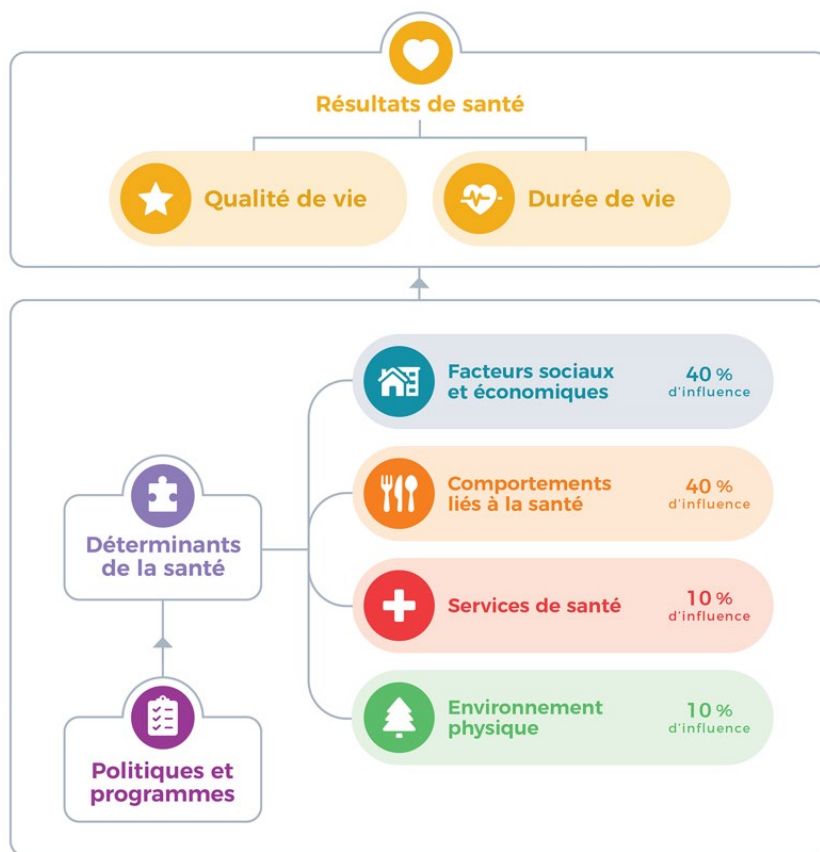 Résultats de santé
Qualité de vie
Durée de vie
Facteurs sociaux
et économiques
40 %
d'influence
Comportements
liés à la santé
40 %
d'influence
Déterminants
de la santé
Services de santé
10 %
d'influence
Environnement
physique
10 %
d'influence
Politiques et
programmes